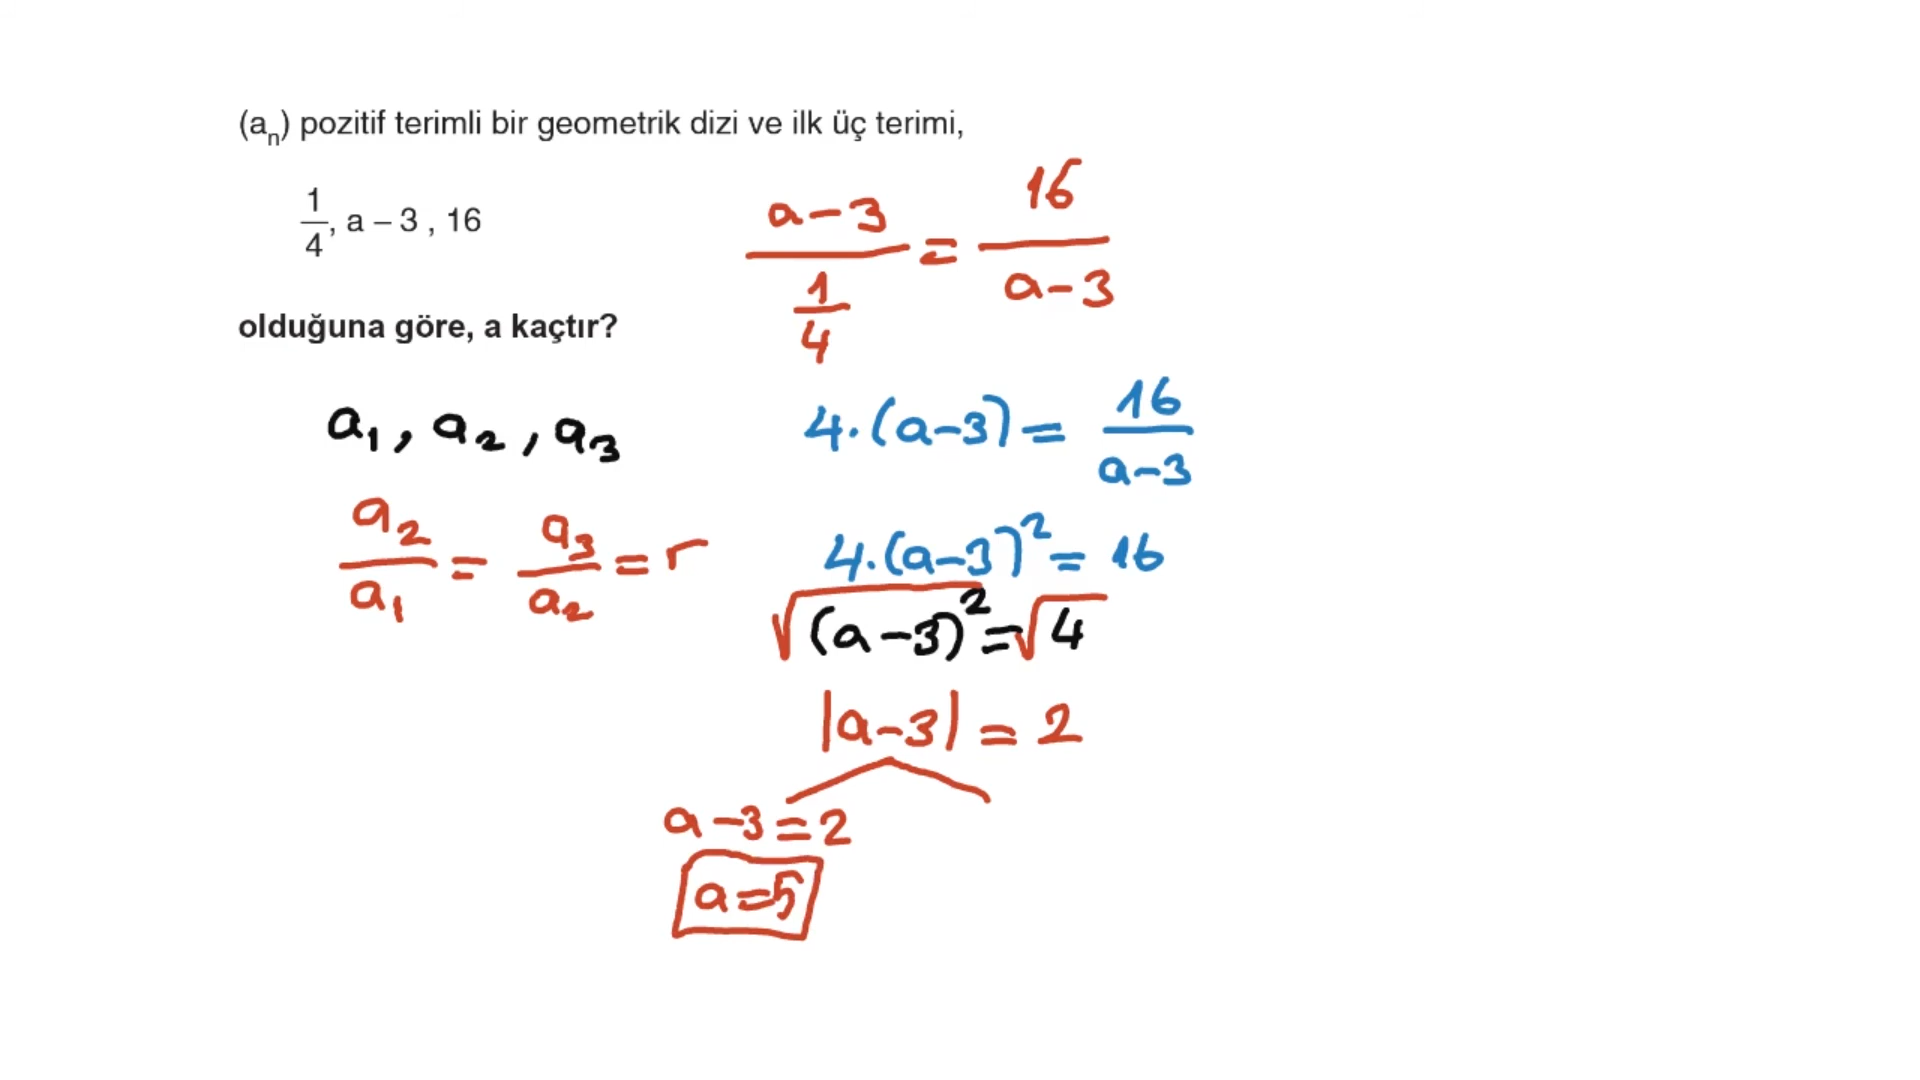 (aₙ) pozitif terimli bir geometrik dizi ve ilk üç terimi,
1/4, a – 3 , 16
olduğuna göre, a kaçtır?
a₁ , a₂ , a₃
a₂/a₁ = a₃/a₂ = r
(a-3)/(1/4) = 16/(a-3)
4.(a-3) = 16/(a-3)
4.(a-3)² = 16
√(a-3)² = √4
|a-3| = 2
a-3=2
a=5